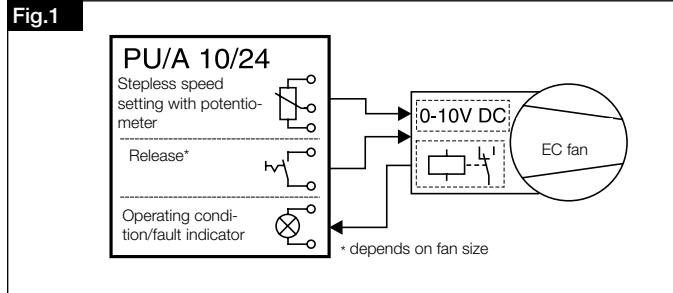 Fig.1
PU/A 10/24
Stepless speed
setting with potentio-
meter
Release*
Operating condi-
tion/fault indicator
0-10V DC
EC fan
* depends on fan size